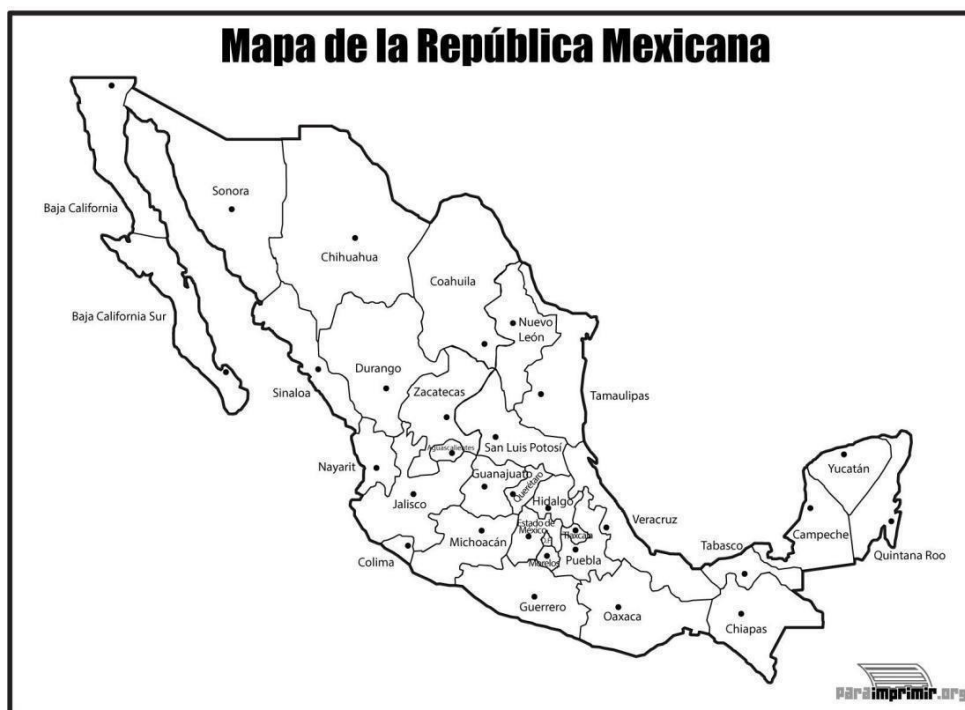 Mapa de la República Mexicana
Sonora
Baja California
Chihuahua
Coahuila
Baja California Sur
Nuevo
León
Durango
Sinaloa
Zacatecas
Tamaulipas
Aguascalientes
San Luis Potosí
Nayarit
Guanajuato
Querétaro
Yucatán
Jalisco
Hidalgo
Estado de
México
Veracruz
Michoacán
D.F.
Tlaxcala
Campeche
Tabasco
Quintana Roo
Colima
Morelos
Puebla
Guerrero
Oaxaca
Chiapas
paraimprimir.org